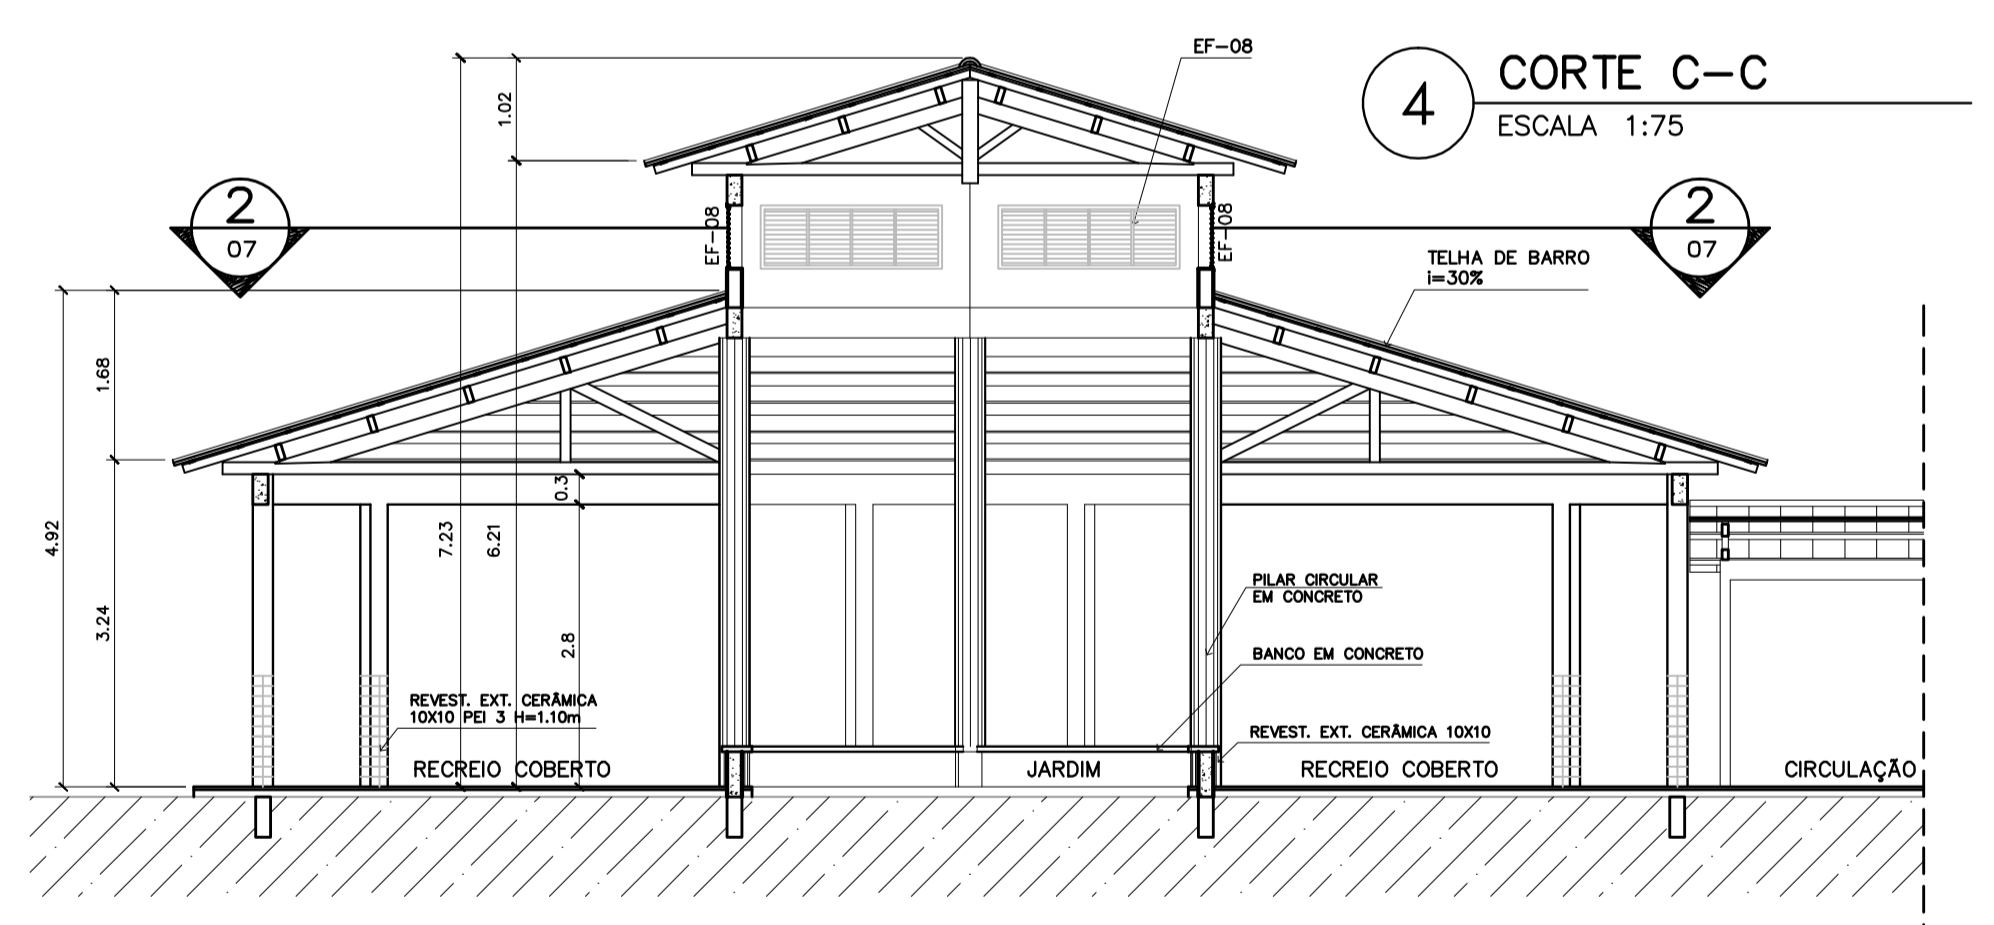 EF-08
4
CORTE C-C
ESCALA 1:75
1.02
2
07
EF-08
EF-08
2
07
TELHA DE BARRO
i=30%
1.68
4.92
0.3
7.23
6.21
3.24
2.8
PILAR CIRCULAR
EM CONCRETO
BANCO EM CONCRETO
REVEST. EXT. CERÂMICA
10X10 PEI 3 H=1.10m
REVEST. EXT. CERÂMICA 10X10
RECREIO COBERTO
JARDIM
RECREIO COBERTO
CIRCULAÇÃO